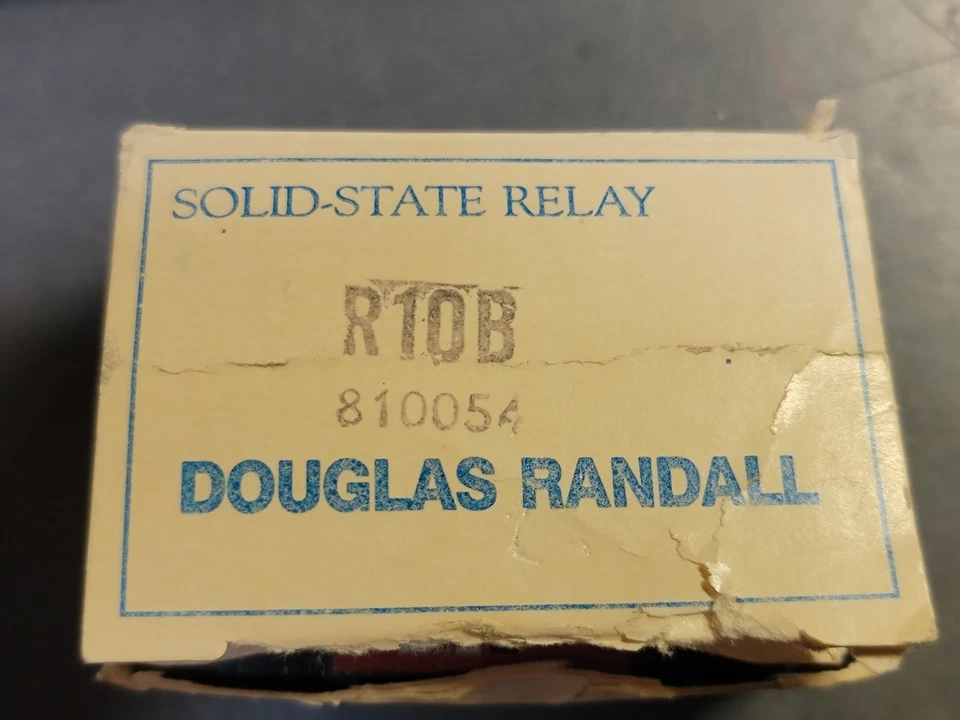 SOLID-STATE RELAY
R10B
810054
DOUGLAS RANDALL